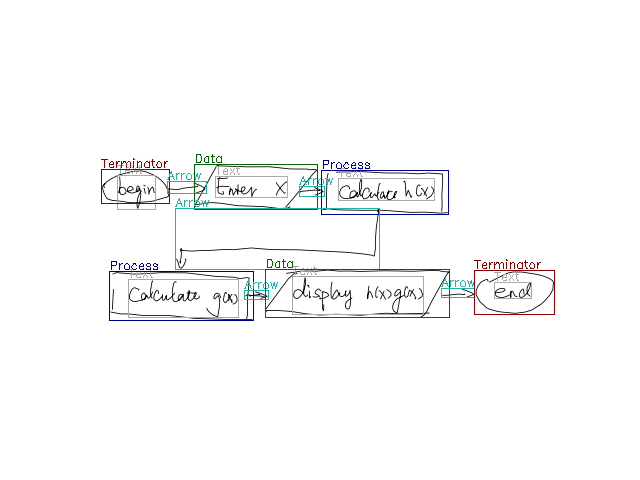 Terminator
Data
Process
Text
Arrow
begin
Text
Enter X
Arrow
Text
Calculate h(x)
Arrow
Process
Text
Calculate g(x)
Arrow
Data
Text
display h(x)g(x)
Arrow
Terminator
Text
end